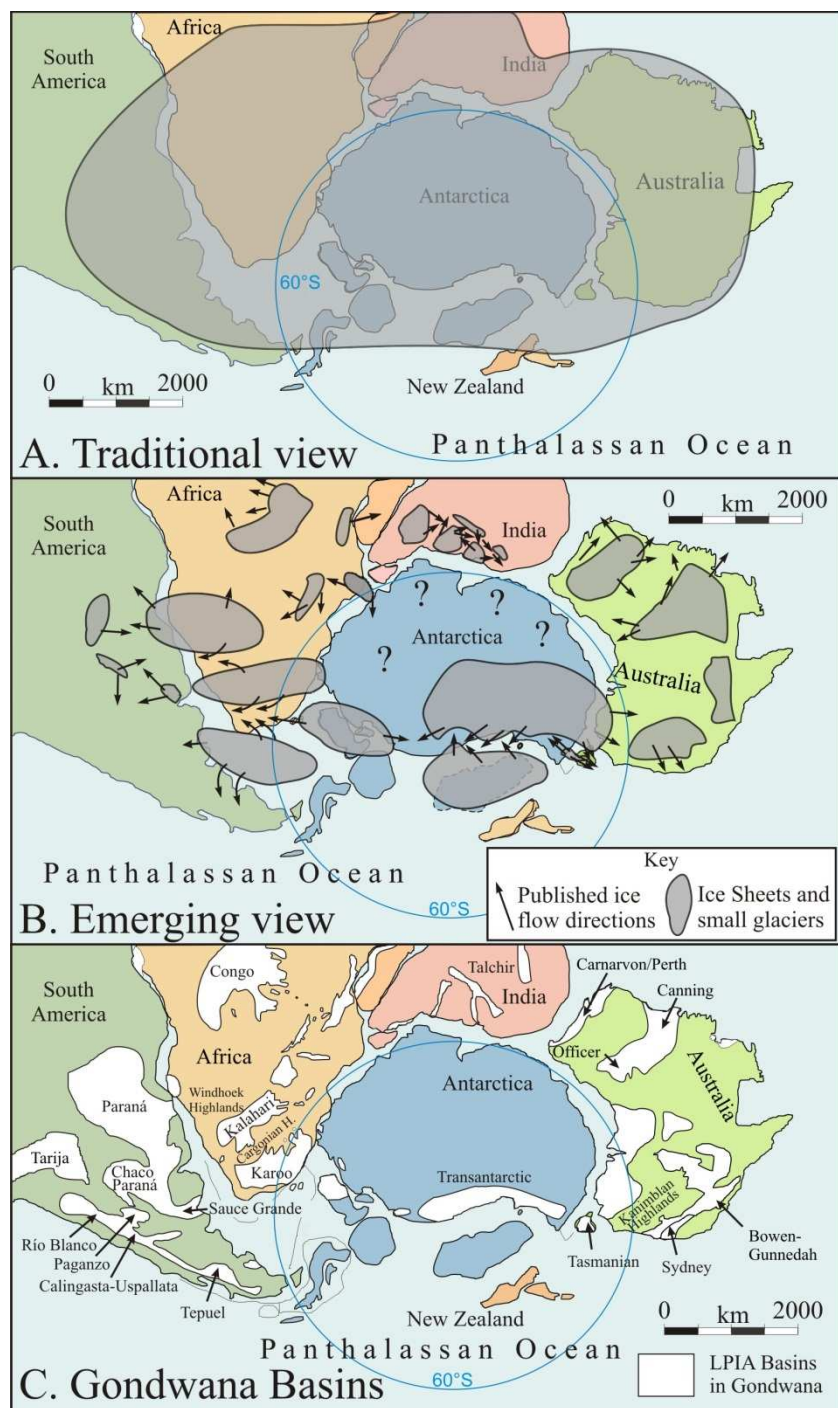 Africa
South
America
India
Antarctica
Australia
60°S
0 2000
km
New Zealand
Panthalassan Ocean
A. Traditional view
Africa
South
America
India
0 2000
km
?
?
?
?
Antarctica
Australia
Panthalassan Ocean
60°S
B. Emerging view
Key
Published ice
flow directions
Ice Sheets and
small glaciers
South
America
Congo
Talchir
India
Carnarvon/Perth
Canning
Officer
Africa
Antarctica
Australia
Windhoek
Highlands
Kalahari
Cargonian H.
Paraná
Karoo
Tarija
Chaco
Paraná
Sauce Grande
Transantarctic
Kanimblan
Highlands
Río Blanco
Paganzo
Calingasta-Uspallata
Tepuel
Tasmanian
Sydney
Bowen-
Gunnedah
New Zealand
0 2000
km
Panthalassan Ocean
60°S
C. Gondwana Basins
LPIA Basins
in Gondwana